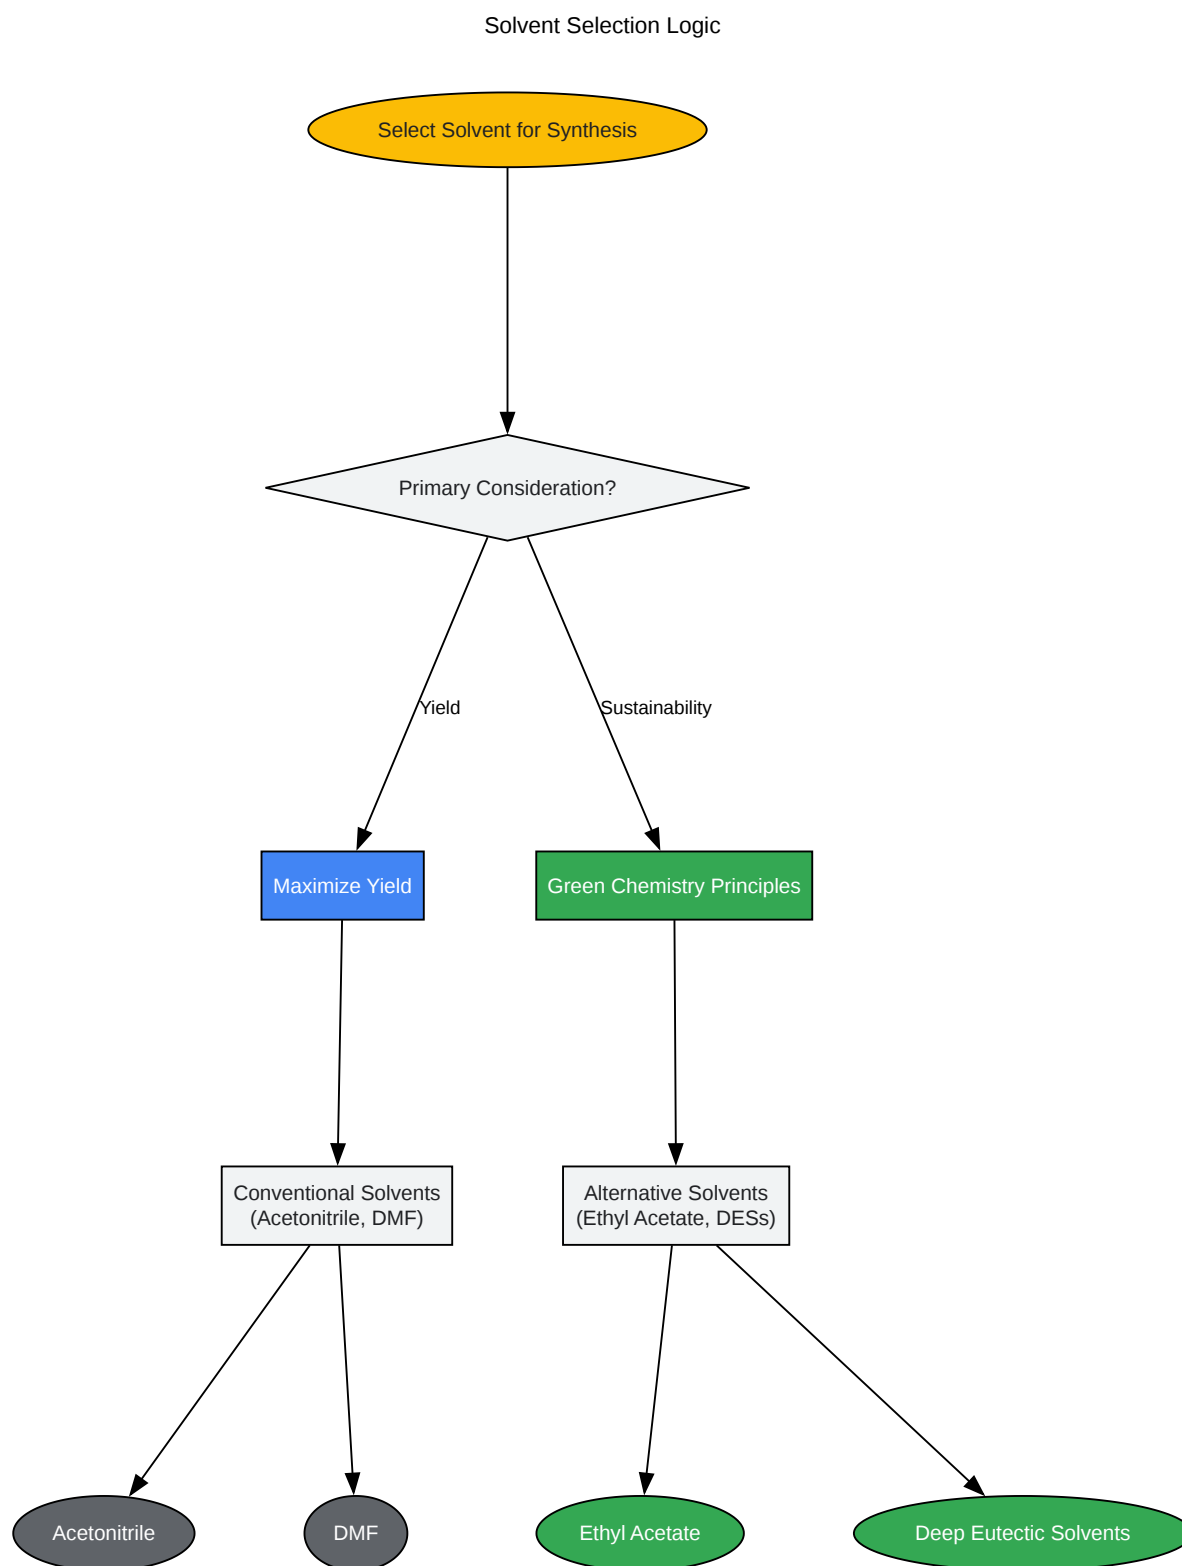 Solvent Selection Logic
Select Solvent for Synthesis
Primary Consideration?
Yield
Sustainability
Maximize Yield
Green Chemistry Principles
Conventional Solvents
(Acetonitrile, DMF)
Alternative Solvents
(Ethyl Acetate, DESs)
Acetonitrile
DMF
Ethyl Acetate
Deep Eutectic Solvents